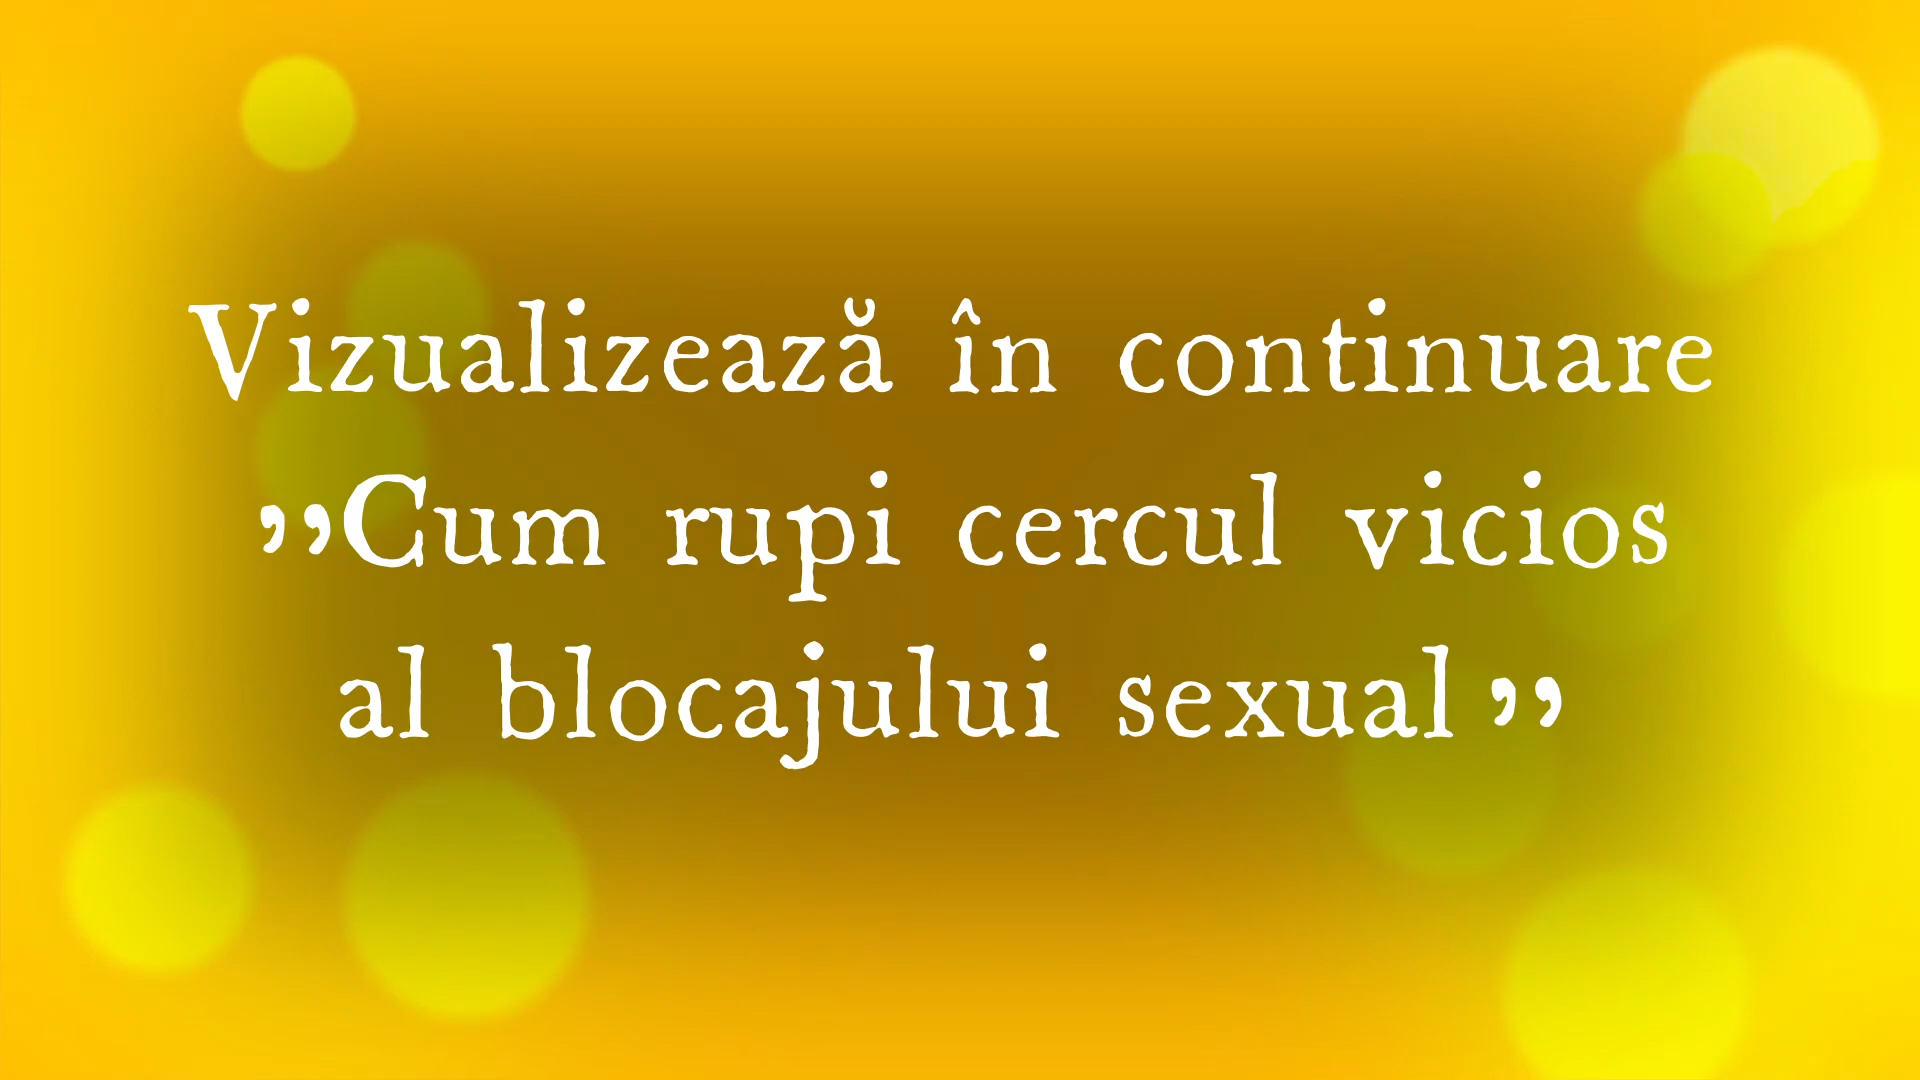 Vizualizează în continuare
,,Cum rupi cercul vicios
al blocajului sexual ”